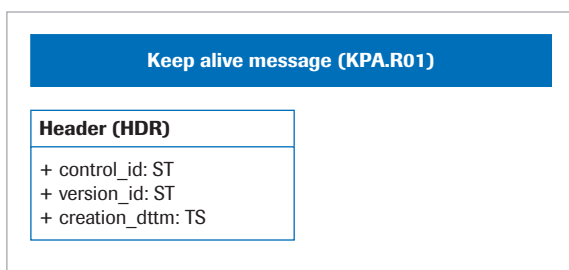 Keep alive message (KPA.R01)
Header (HDR)
+ control_id: ST
+ version_id: ST
+ creation_dttm: TS